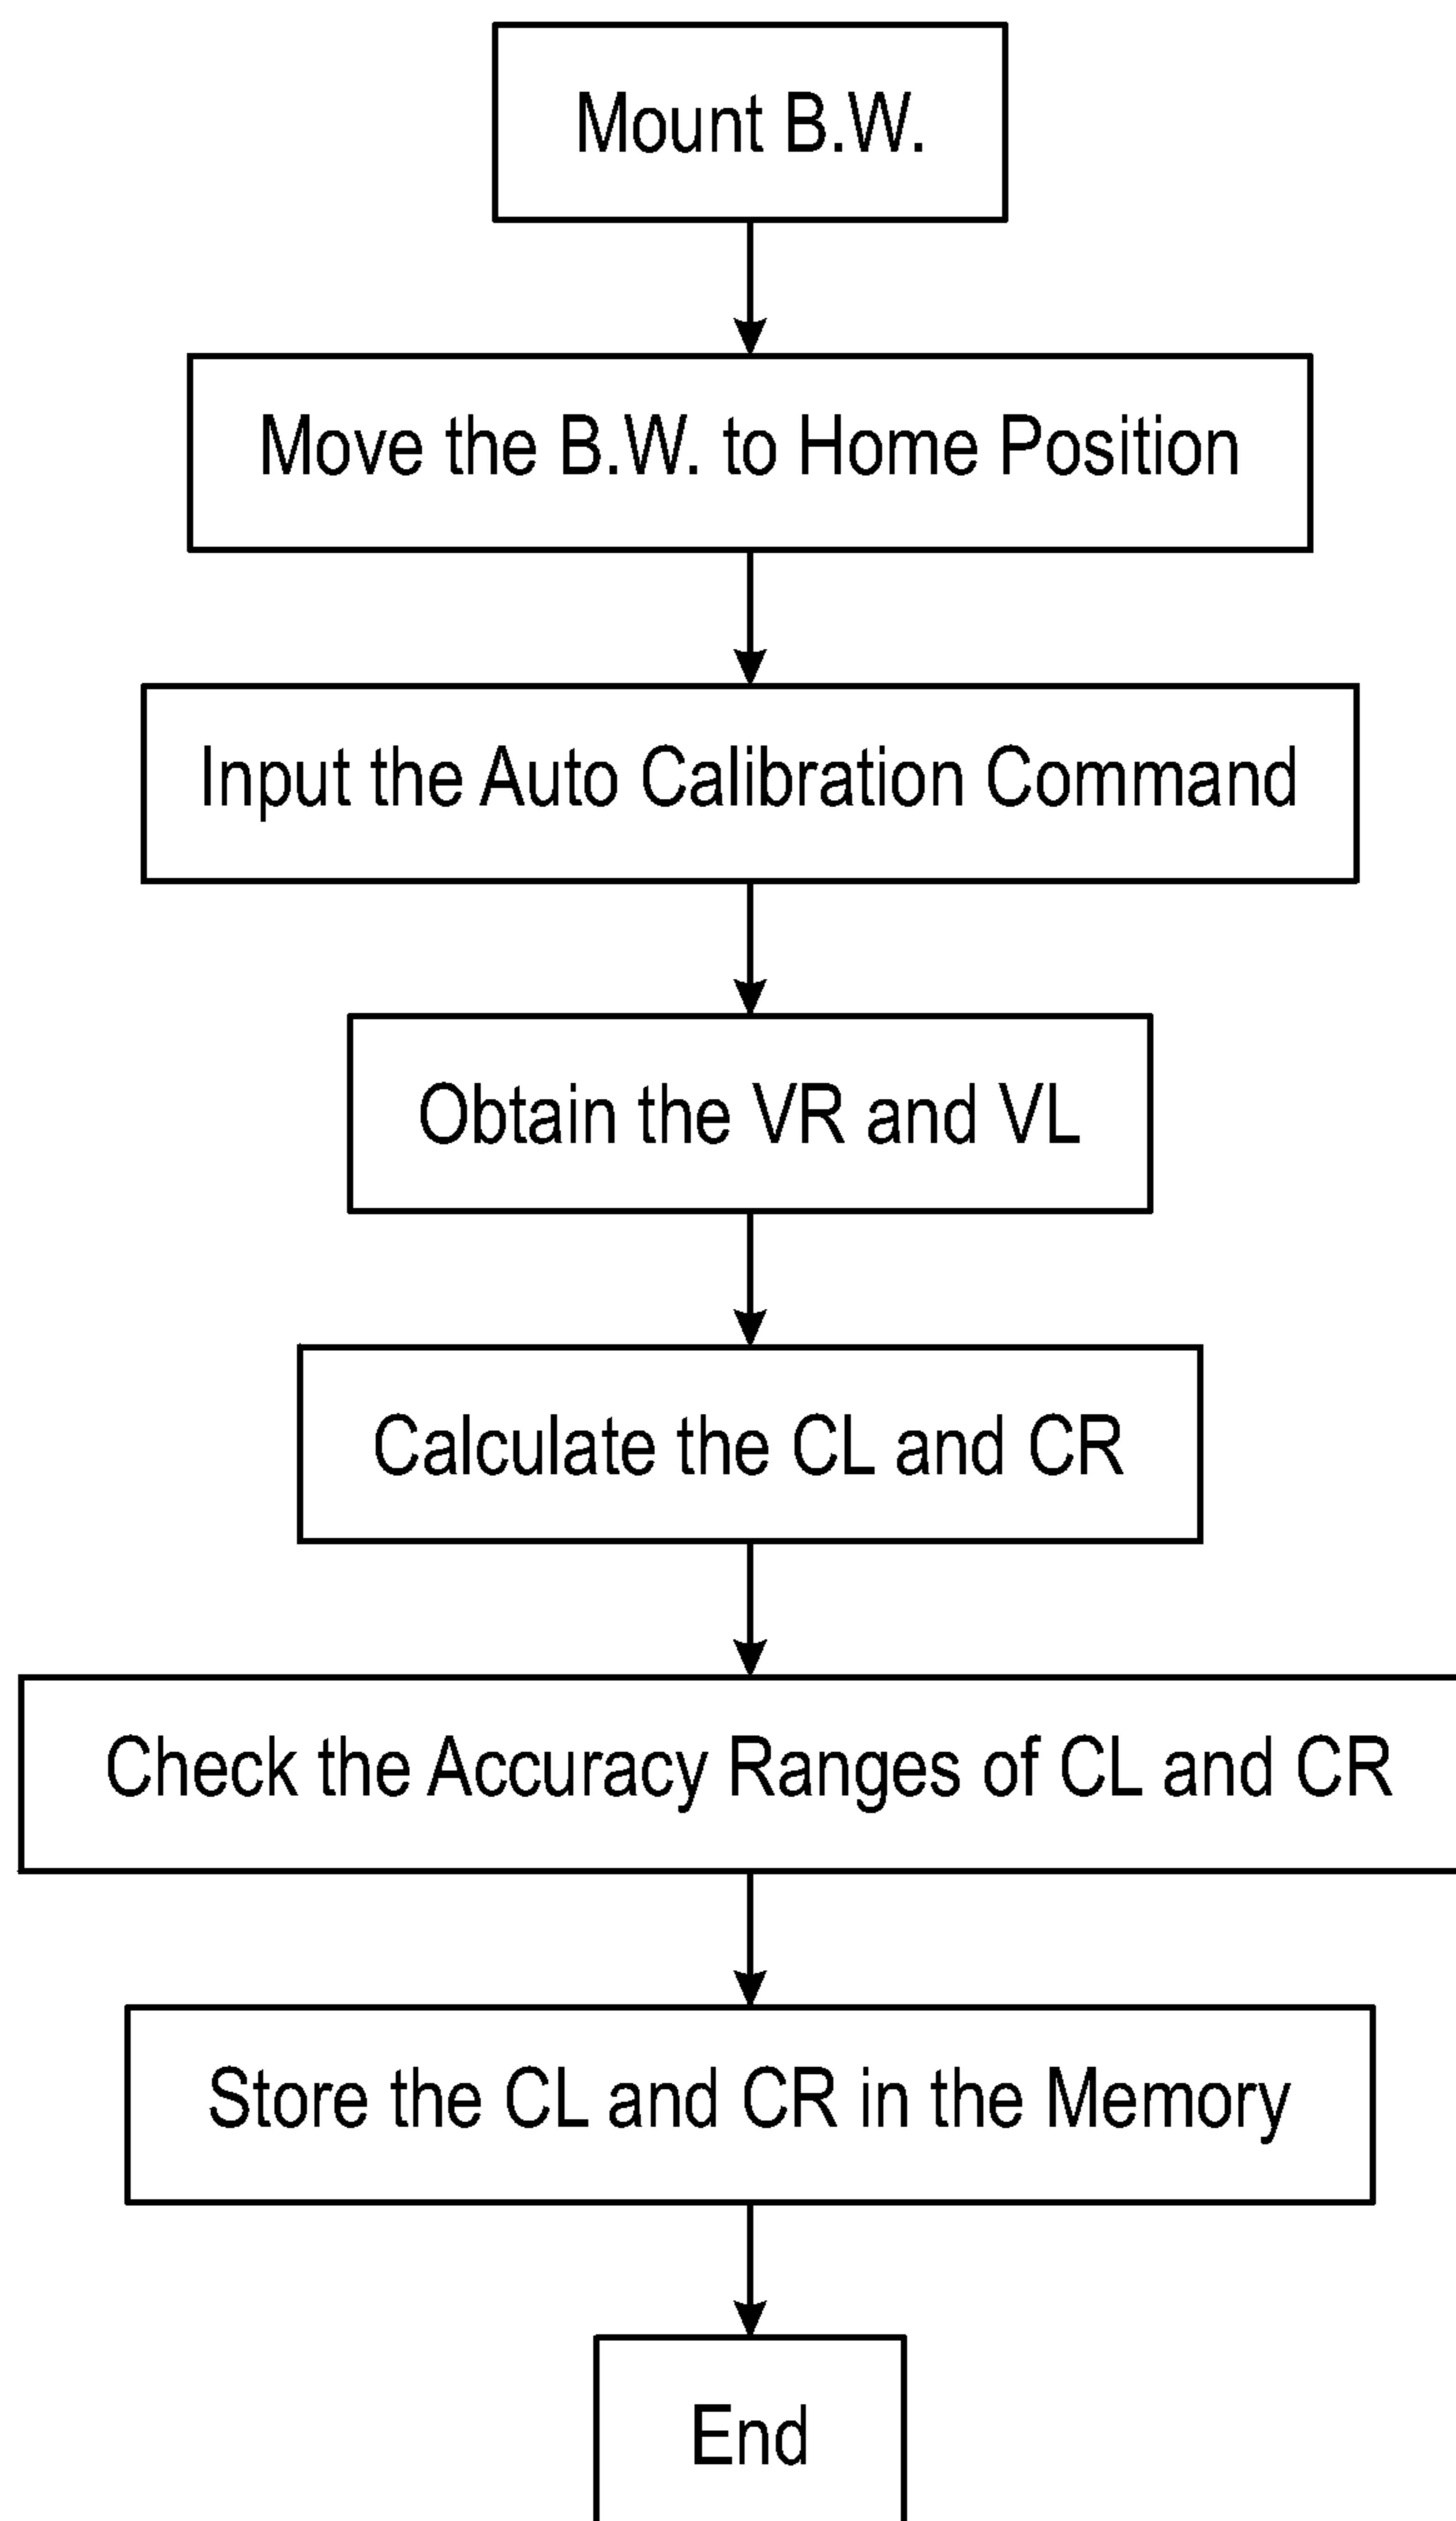 Mount B.W.
Move the B.W. to Home Position
Input the Auto Calibration Command
Obtain the VR and VL
Calculate the CL and CR
Check the Accuracy Ranges of CL and CR
Store the CL and CR in the Memory
End